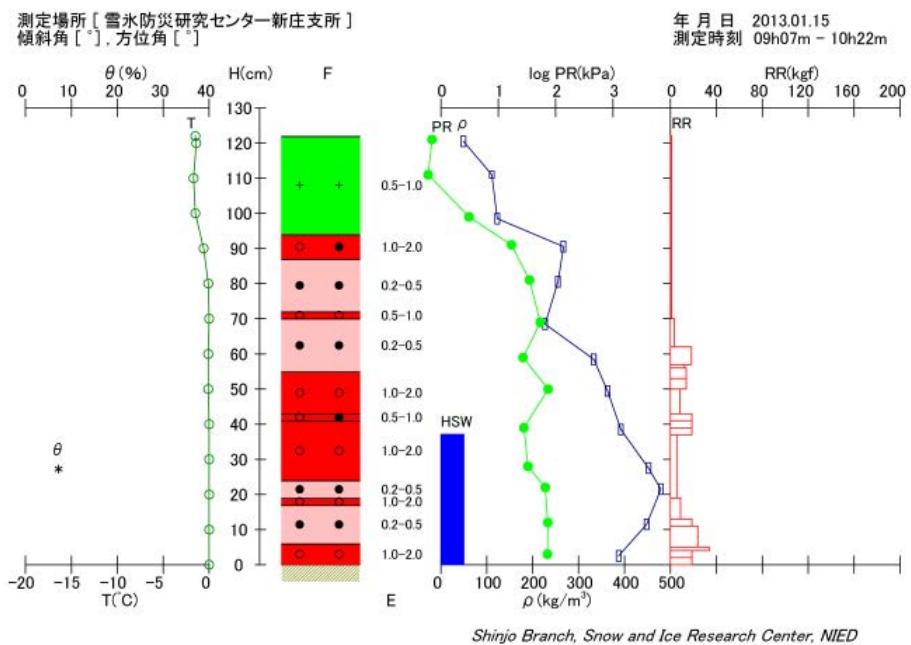 測定場所 [ 雪氷防災研究センター新庄支所 ]
傾斜角 [ ° ] , 方位角 [ ° ]
年 月 日 2013.01.15
測定時刻 09h07m - 10h22m
θ (%) H(cm) F log PR(kPa) RR(kgf)
0 10 20 30 40 0 1 2 3 0 40 80 120 160 200
130
T PR ρ RR
120
110
0.5-1.0
100
90 1.0-2.0
80 0.2-0.5
70 0.5-1.0
60 0.2-0.5
50 1.0-2.0
40 0.5-1.0 HSW
θ 1.0-2.0
* 30
20 0.2-0.5
1.0-2.0
10 0.2-0.5
1.0-2.0
0
-20 -15 -10 -5 0 0 100 200 300 400 500
T(°C) E ρ (kg/m³)
Shinjo Branch, Snow and Ice Research Center, NIED